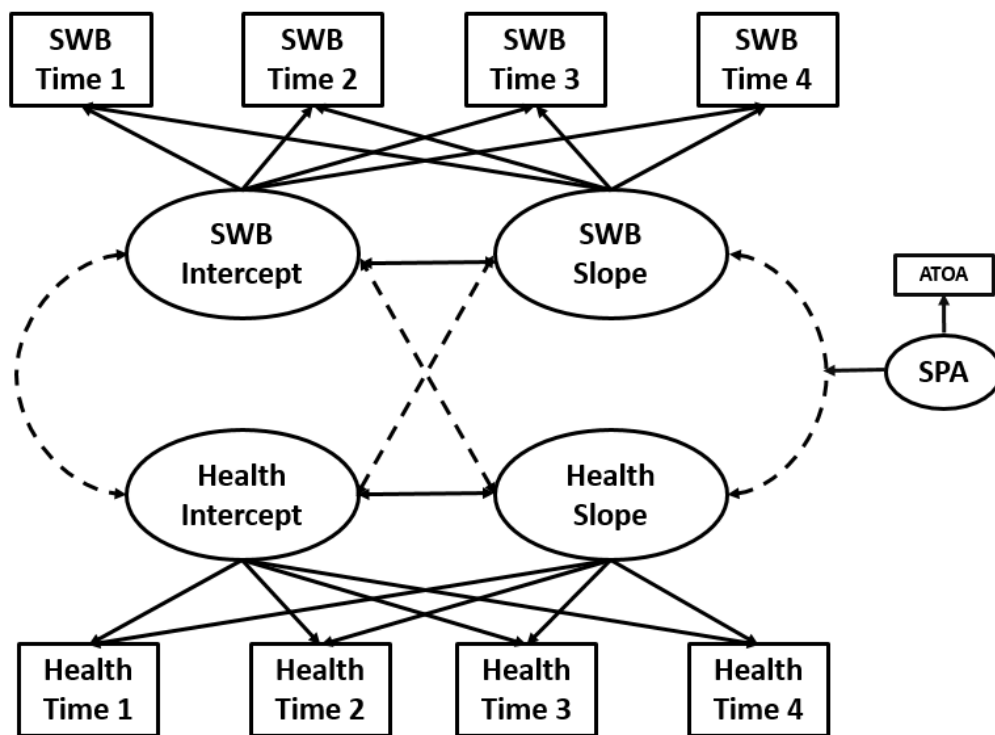 SWB
Time 1
SWB
Time 2
SWB
Time 3
SWB
Time 4
SWB
Intercept
SWB
Slope
ATOA
SPA
Health
Intercept
Health
Slope
Health
Time 1
Health
Time 2
Health
Time 3
Health
Time 4